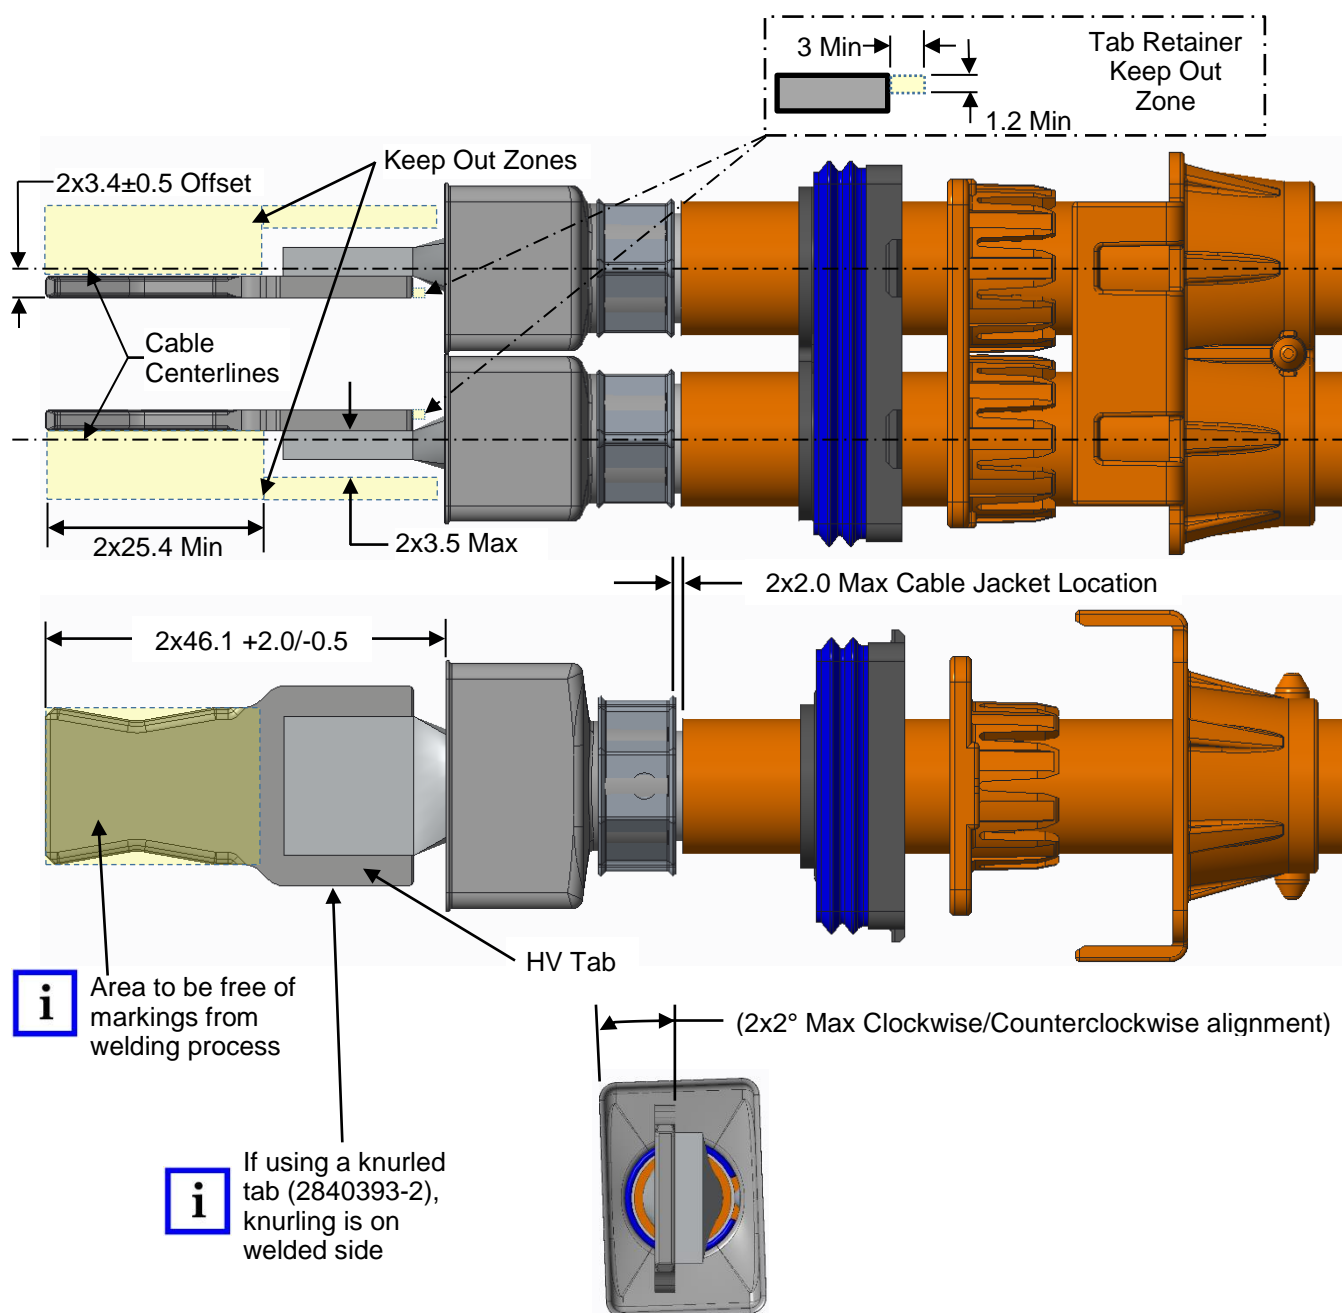 3 Min
Tab Retainer
Keep Out
Zone
1.2 Min
Keep Out Zones
2x3.4±0.5 Offset
Cable
Centerlines
2x25.4 Min
2x3.5 Max
2x2.0 Max Cable Jacket Location
2x46.1 +2.0/-0.5
HV Tab
i
Area to be free of
markings from
welding process
(2x2° Max Clockwise/Counterclockwise alignment)
i
If using a knurled
tab (2840393-2),
knurling is on
welded side